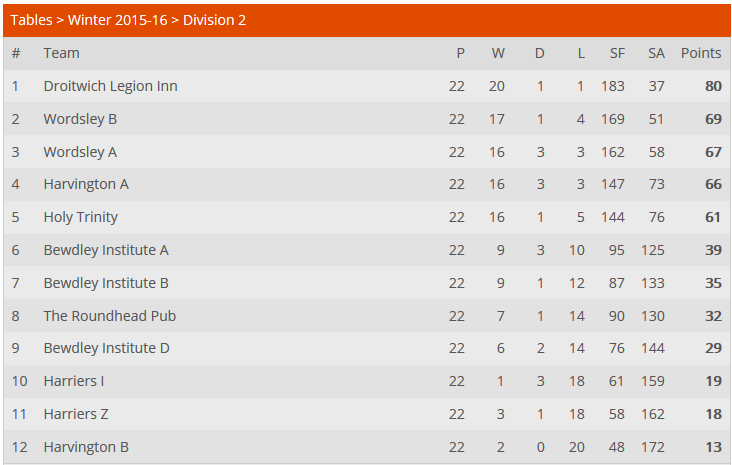 Tables > Winter 2015-16 > Division 2
# Team P W D L SF SA Points
1 Droitwich Legion Inn 22 20 1 1 183 37 80
2 Wordsley B 22 17 1 4 169 51 69
3 Wordsley A 22 16 3 3 162 58 67
4 Harvington A 22 16 3 3 147 73 66
5 Holy Trinity 22 16 1 5 144 76 61
6 Bewdley Institute A 22 9 3 10 95 125 39
7 Bewdley Institute B 22 9 1 12 87 133 35
8 The Roundhead Pub 22 7 1 14 90 130 32
9 Bewdley Institute D 22 6 2 14 76 144 29
10 Harriers I 22 1 3 18 61 159 19
11 Harriers Z 22 3 1 18 58 162 18
12 Harvington B 22 2 0 20 48 172 13